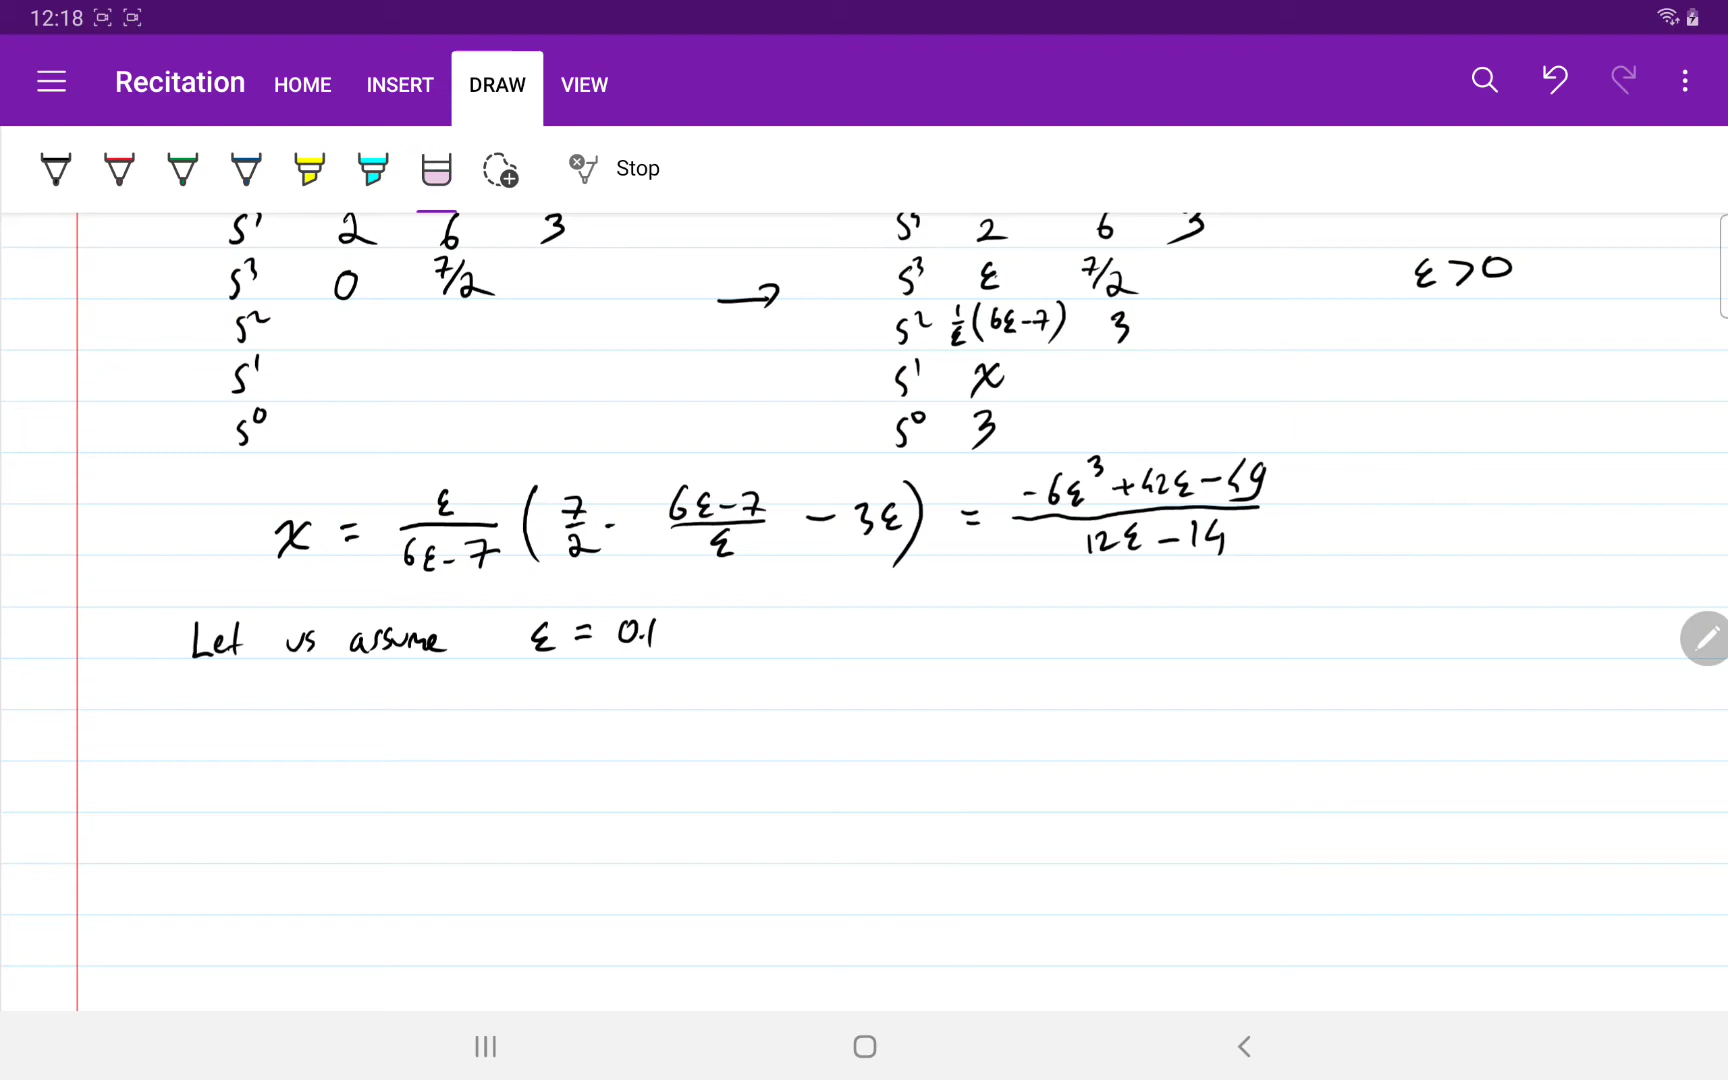 12:18
Recitation HOME INSERT DRAW VIEW
Stop
s⁴ 2 6 3
s³ 0 7/2
s²
s¹
s⁰
→
s⁴ 2 6 3
s³ ε 7/2
s² 1/ε (6ε-7) 3
s¹ x
s⁰ 3
ε > 0
x = ε/(6ε-7) (7/2 · (6ε-7)/ε - 3ε) = (-6ε³ + 42ε - 49)/(12ε - 14)
Let us assume ε = 0.1